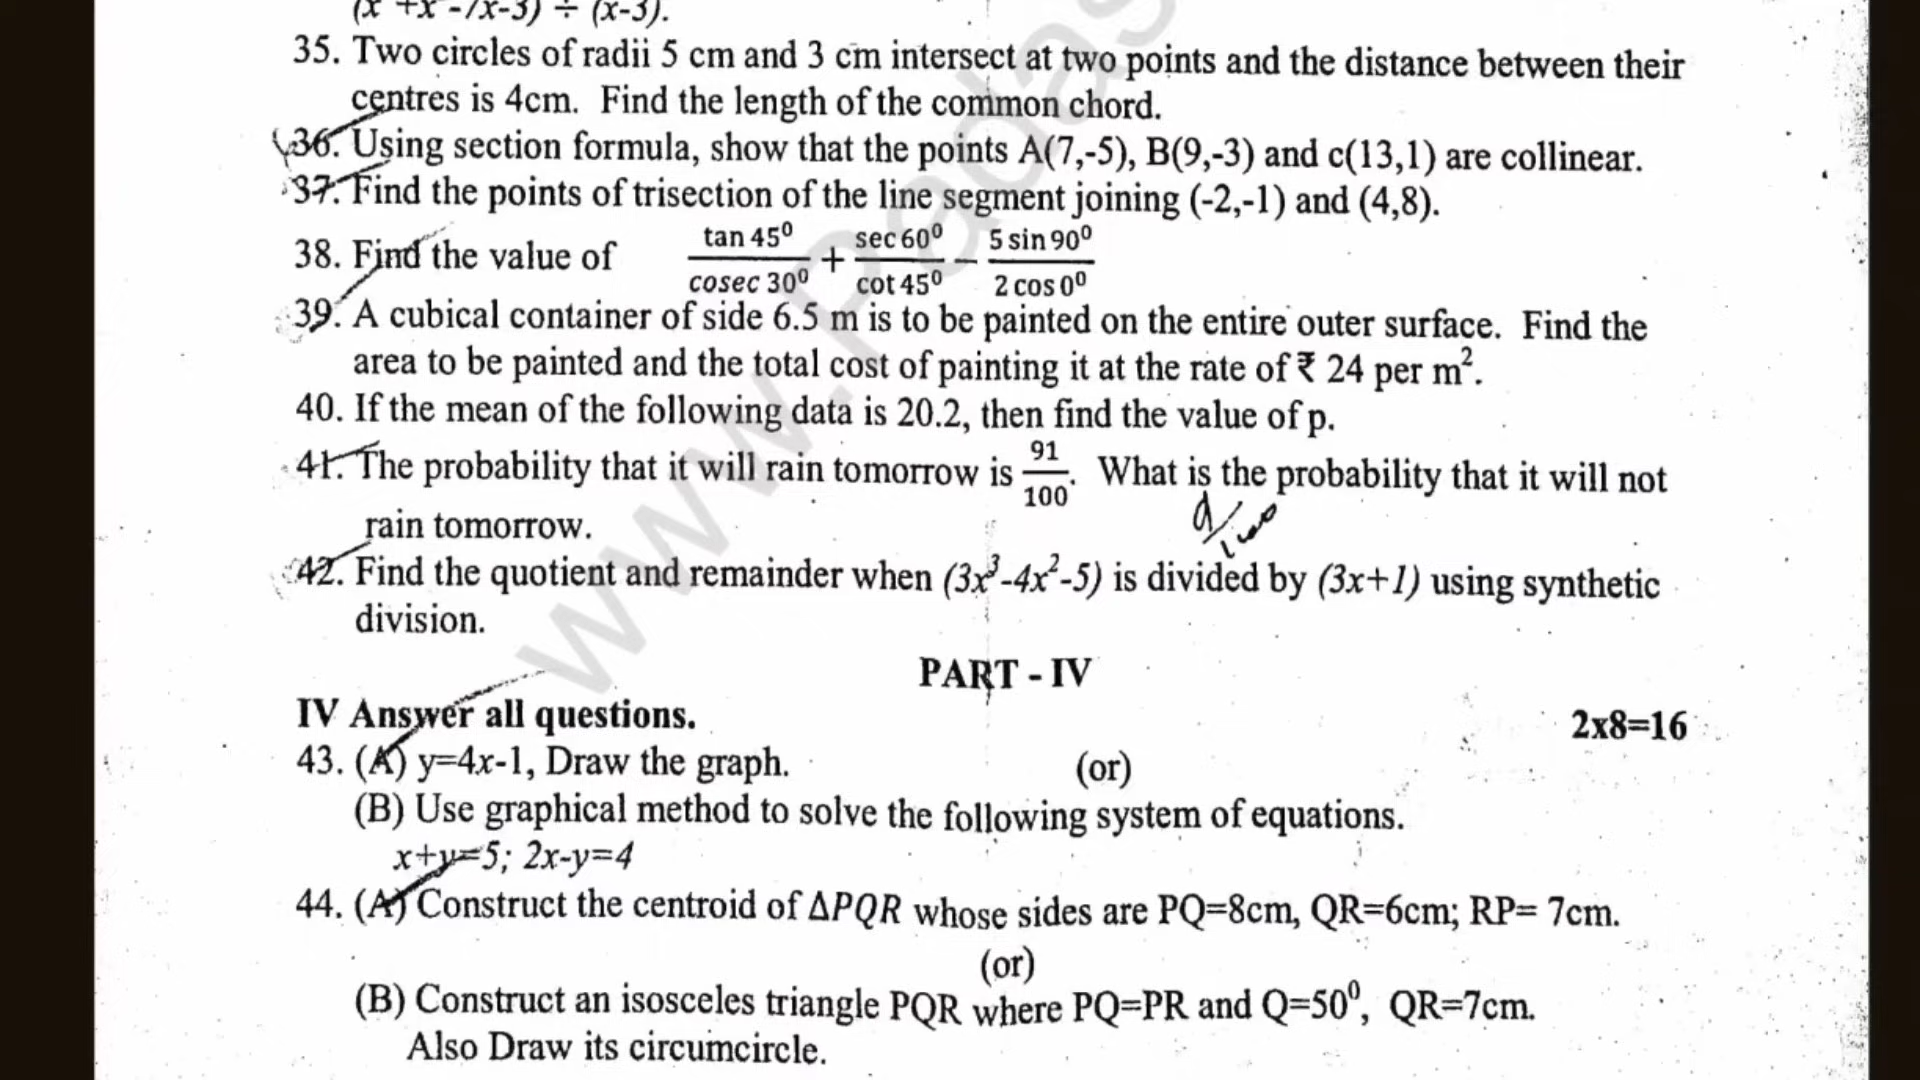 (x³+x²-7x-3) ÷ (x-3).
35. Two circles of radii 5 cm and 3 cm intersect at two points and the distance between their
centres is 4cm. Find the length of the common chord.
36. Using section formula, show that the points A(7,-5), B(9,-3) and c(13,1) are collinear.
37. Find the points of trisection of the line segment joining (-2,-1) and (4,8).
38. Find the value of tan 45⁰/cosec 30⁰ + sec 60⁰/cot 45⁰ − 5 sin 90⁰/2 cos 0⁰
39. A cubical container of side 6.5 m is to be painted on the entire outer surface. Find the
area to be painted and the total cost of painting it at the rate of ₹ 24 per m².
40. If the mean of the following data is 20.2, then find the value of p.
41. The probability that it will rain tomorrow is 91/100. What is the probability that it will not
rain tomorrow.
42. Find the quotient and remainder when (3x³-4x²-5) is divided by (3x+1) using synthetic
division.
PART - IV
IV Answer all questions. 2x8=16
43. (A) y=4x-1, Draw the graph. (or)
(B) Use graphical method to solve the following system of equations.
x+y=5; 2x-y=4
44. (A) Construct the centroid of ΔPQR whose sides are PQ=8cm, QR=6cm; RP= 7cm.
(or)
(B) Construct an isosceles triangle PQR where PQ=PR and Q=50⁰, QR=7cm.
Also Draw its circumcircle.
www.Padas